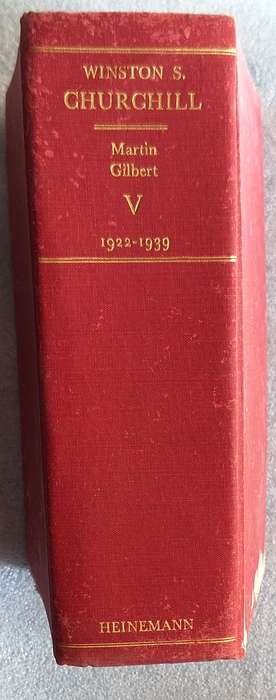 WINSTON S.
CHURCHILL
Martin
Gilbert
V
1922-1939
HEINEMANN